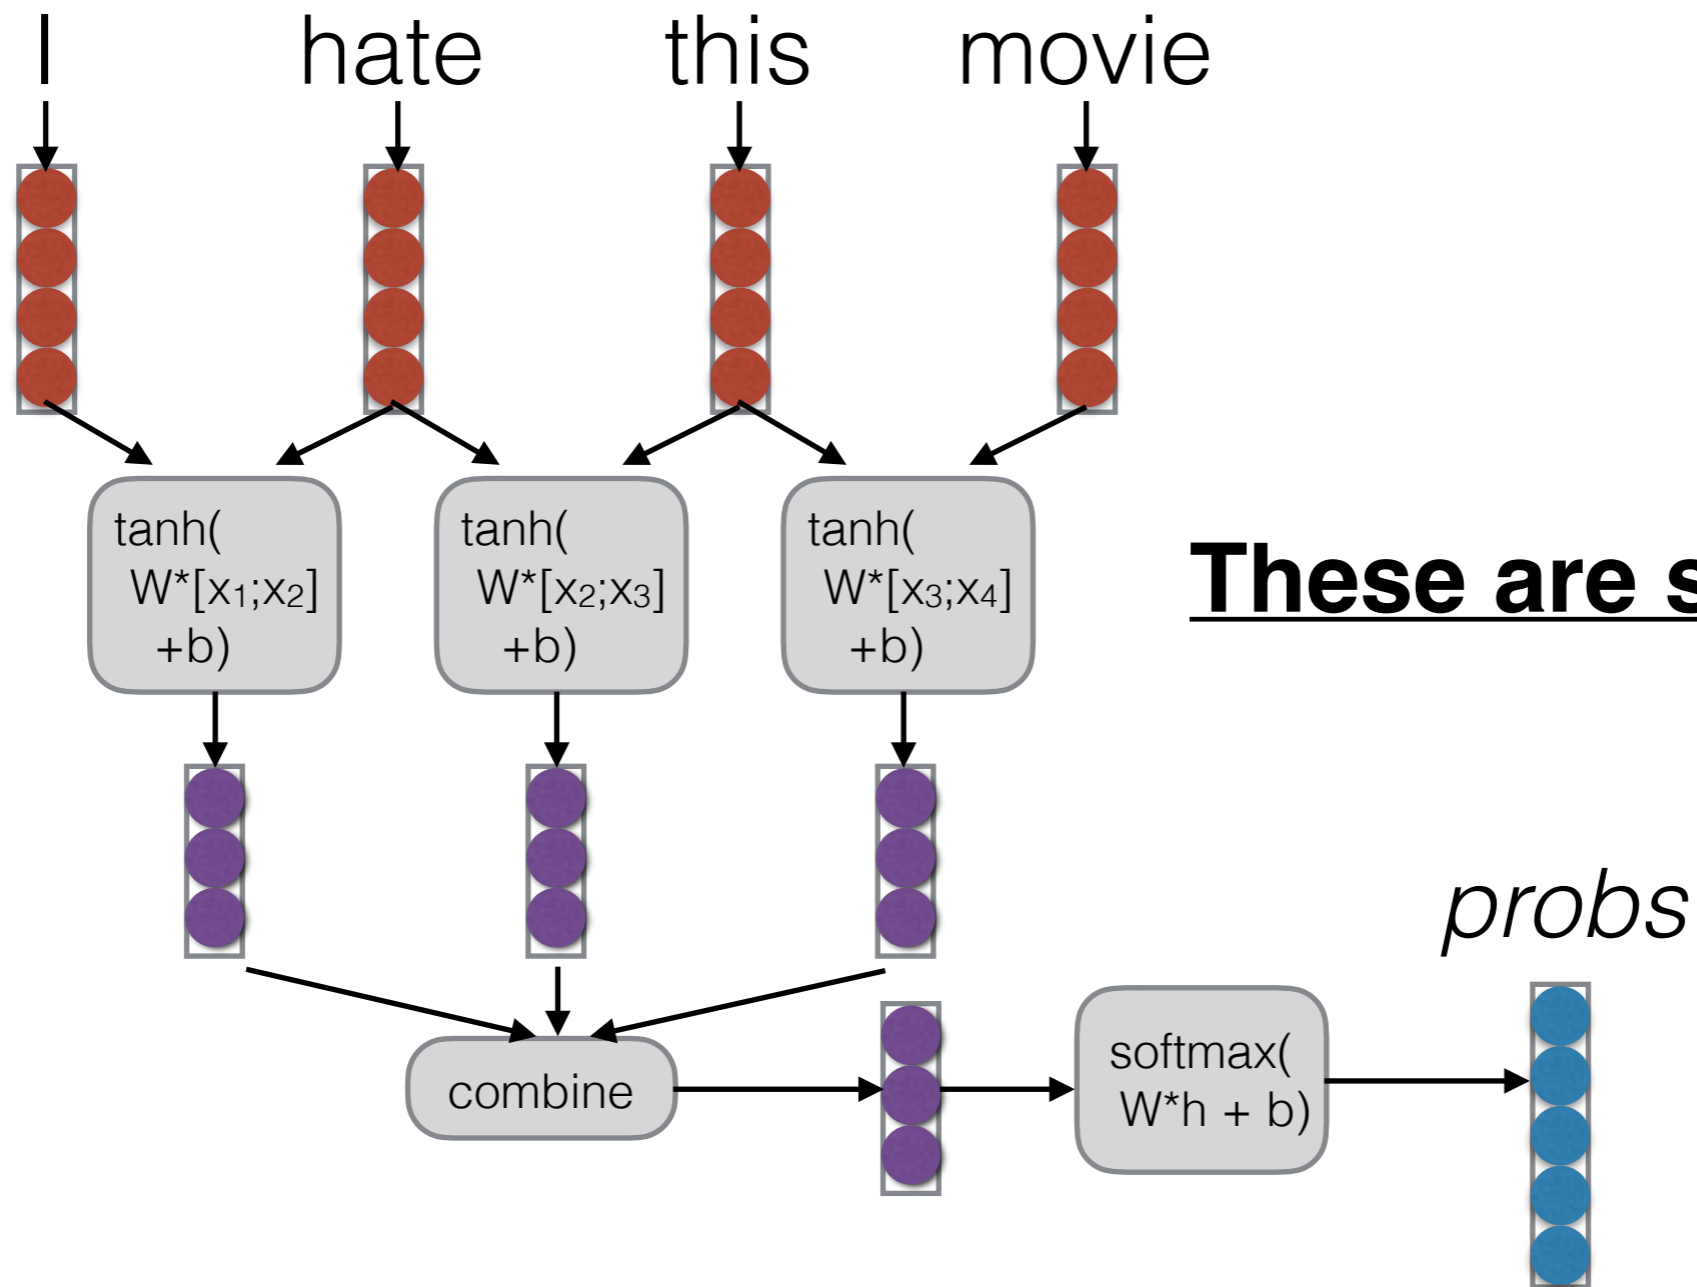 I hate this movie
tanh(
W*[x₁;x₂]
+b)
tanh(
W*[x₂;x₃]
+b)
tanh(
W*[x₃;x₄]
+b)
These are s
probs
combine
softmax(
W*h + b)